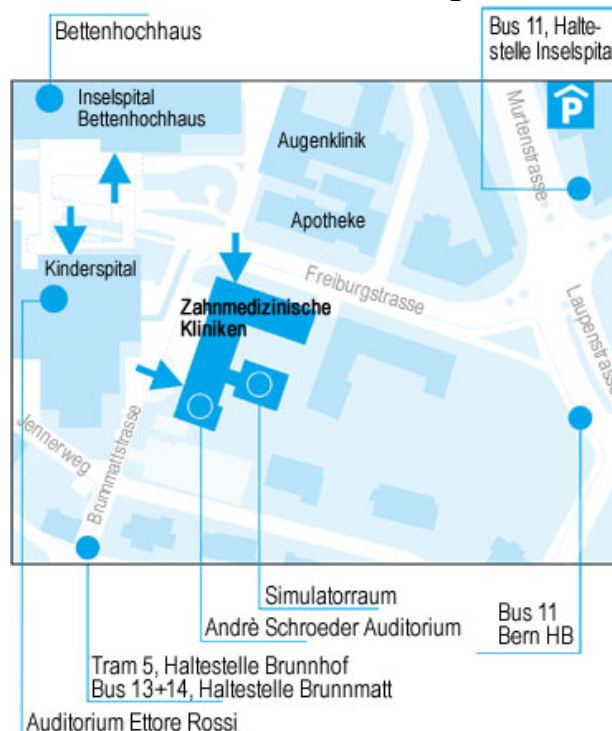 Bettenhochhaus
Bus 11, Halte-
stelle Inselspital
Inselspital
Bettenhochhaus
P
Murtenstrasse
Augenklinik
Apotheke
Kinderspital
Freiburgstrasse
Zahnmedizinische
Kliniken
Laupenstrasse
Jennerweg
Brunnmattstrasse
Simulatorraum
Andrè Schroeder Auditorium
Bus 11
Bern HB
Tram 5, Haltestelle Brunnhof
Bus 13+14, Haltestelle Brunnmatt
Auditorium Ettore Rossi